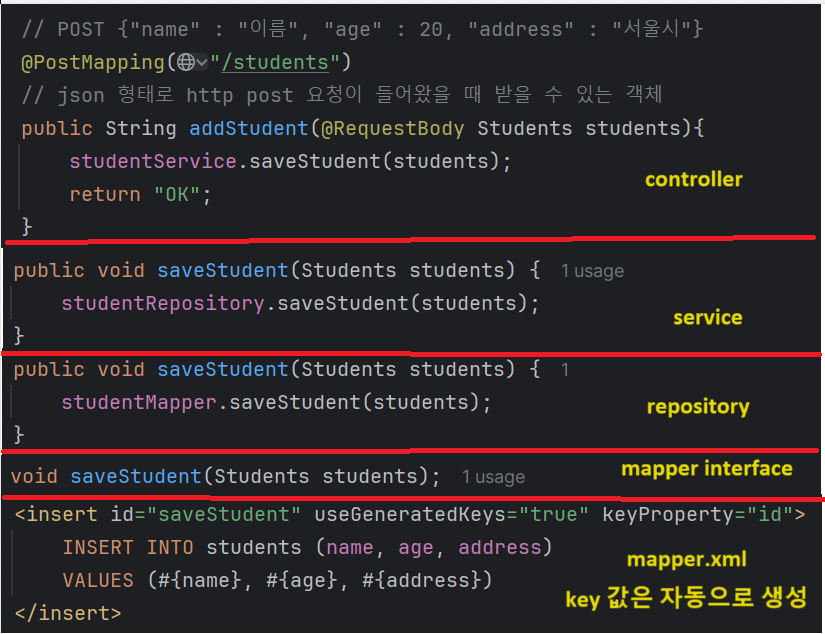 // POST {"name" : "이름", "age" : 20, "address" : "서울시"}
@PostMapping("/students")
// json 형태로 http post 요청이 들어왔을 때 받을 수 있는 객체
public String addStudent(@RequestBody Students students){
studentService.saveStudent(students);
return "OK";
}
controller
public void saveStudent(Students students) { 1 usage
studentRepository.saveStudent(students);
}
service
public void saveStudent(Students students) { 1
studentMapper.saveStudent(students);
}
repository
void saveStudent(Students students); 1 usage
mapper interface
<insert id="saveStudent" useGeneratedKeys="true" keyProperty="id">
INSERT INTO students (name, age, address)
VALUES (#{name}, #{age}, #{address})
</insert>
mapper.xml
key 값은 자동으로 생성